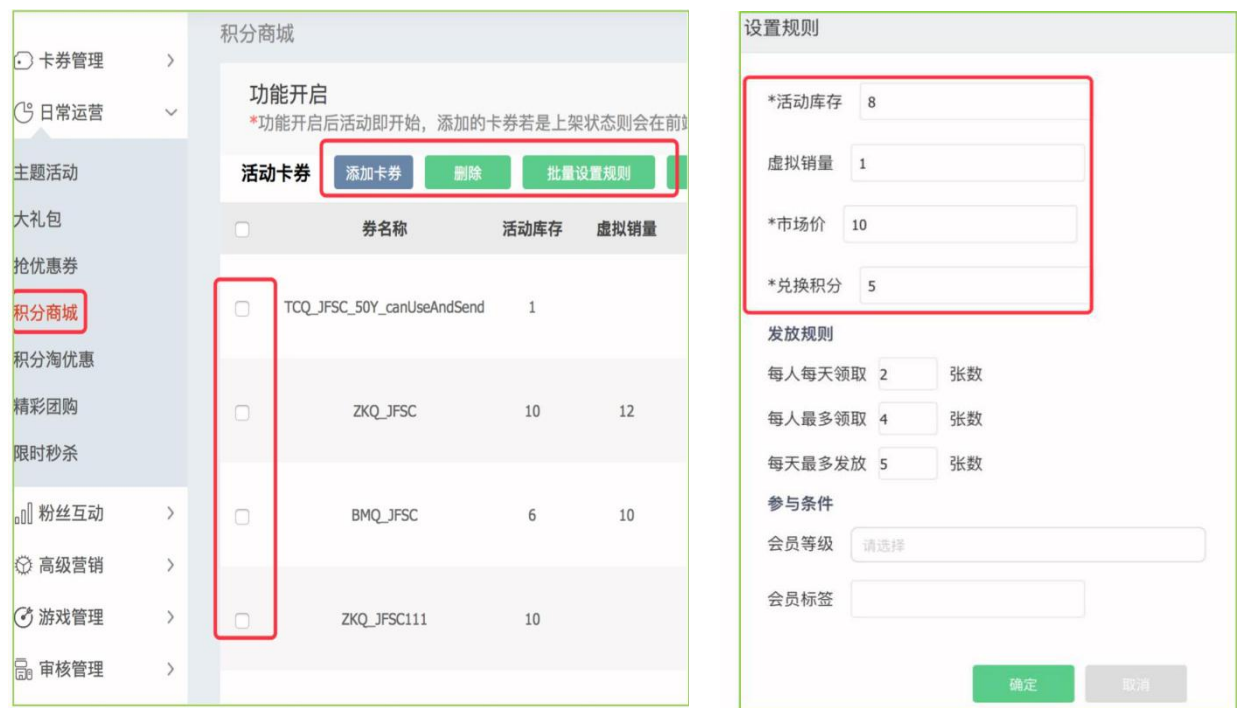 卡券管理
日常运营
主题活动
大礼包
抢优惠券
积分商城
积分淘优惠
精彩团购
限时秒杀
粉丝互动
高级营销
游戏管理
审核管理
积分商城
功能开启
*功能开启后活动即开始，添加的卡券若是上架状态则会在前
活动卡券 添加卡券 删除 批量设置规则
券名称 活动库存 虚拟销量
TCQ_JFSC_50Y_canUseAndSend 1
ZKQ_JFSC 10 12
BMQ_JFSC 6 10
ZKQ_JFSC111 10
设置规则
*活动库存 8
虚拟销量 1
*市场价 10
*兑换积分 5
发放规则
每人每天领取 2 张数
每人最多领取 4 张数
每天最多发放 5 张数
参与条件
会员等级 请选择
会员标签
确定 取消